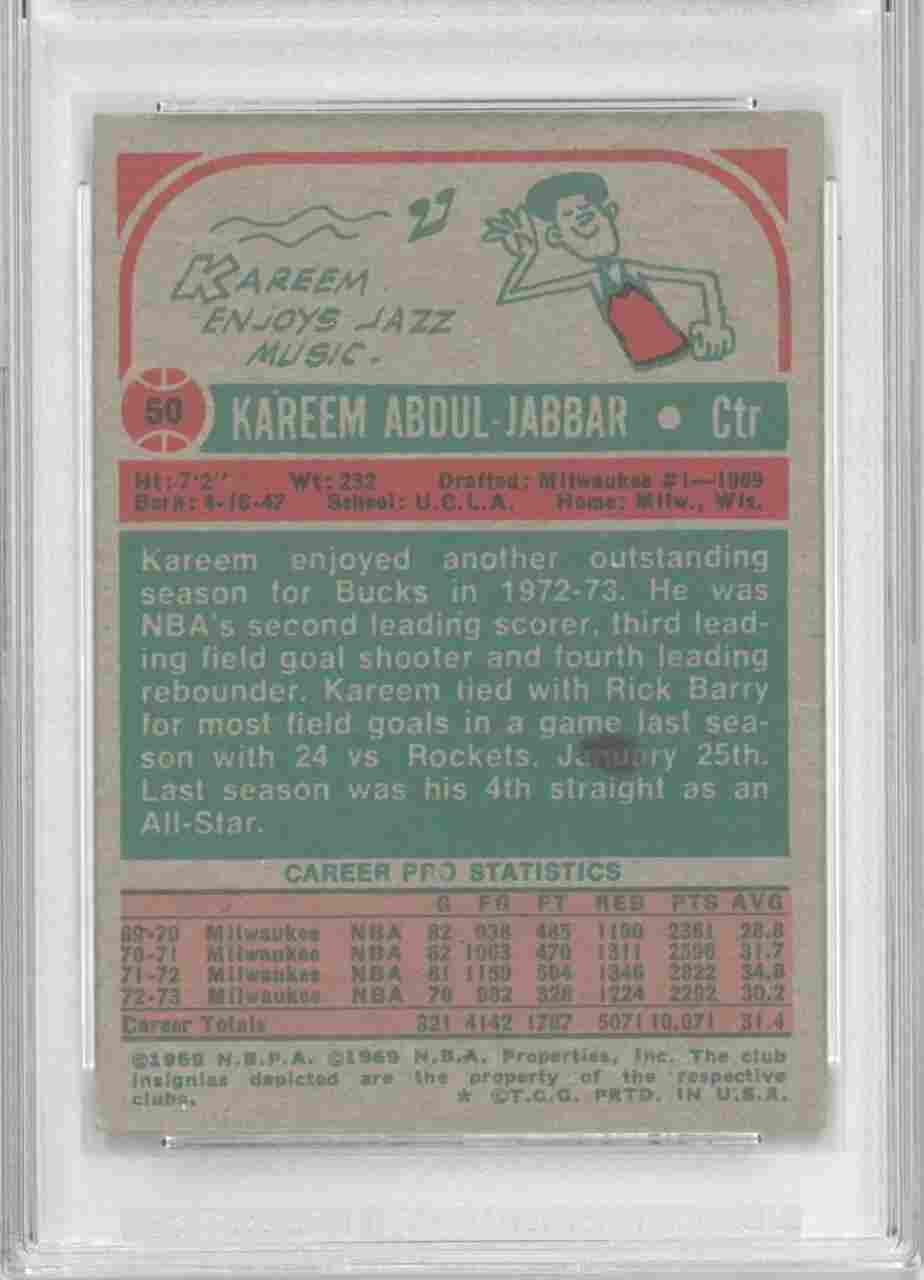 KAREEM
ENJOYS JAZZ
MUSIC.
50
KAREEM ABDUL-JABBAR • Ctr
Ht: 7'2" Wt: 232 Drafted: Milwaukee #1—1969
Born: 4-16-47 School: U.C.L.A. Home: Milw., Wis.
Kareem enjoyed another outstanding
season for Bucks in 1972-73. He was
NBA's second leading scorer, third lead-
ing field goal shooter and fourth leading
rebounder. Kareem tied with Rick Barry
for most field goals in a game last sea-
son with 24 vs Rockets, January 25th.
Last season was his 4th straight as an
All-Star.
CAREER PRO STATISTICS
G FG FT REB PTS AVG
69-70 Milwaukee NBA 82 938 485 1190 2361 28.8
70-71 Milwaukee NBA 82 1063 470 1311 2596 31.7
71-72 Milwaukee NBA 81 1159 504 1346 2822 34.8
72-73 Milwaukee NBA 76 982 328 1224 2292 30.2
Career Totals 321 4142 1787 5071 10,071 31.4
©1969 N.B.P.A. ©1969 N.B.A. Properties, Inc. The club
insignias depicted are the property of the respective
clubs. * ©T.C.G. PRTD. IN U.S.A.